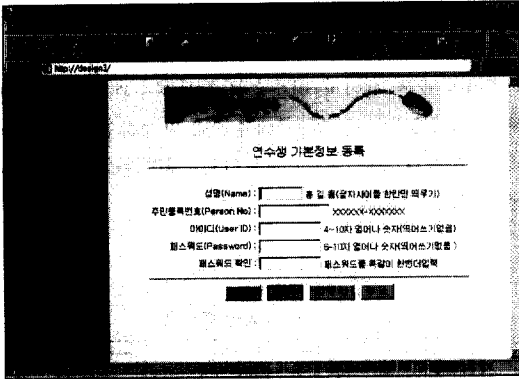 http://design3/
연수생 기본정보 등록
성명(Name) : 홍 길 동(글자사이를 한칸만 띄우기)
주민등록번호(Person No) : XXXXXX-XXXXXXX
아이디(User ID) : 4~10자 영어나 숫자(띄어쓰기없음)
패스워드(Password) : 6~10자 영어나 숫자(띄어쓰기없음)
패스워드 확인 : 패스워드를 똑같이 한번더입력